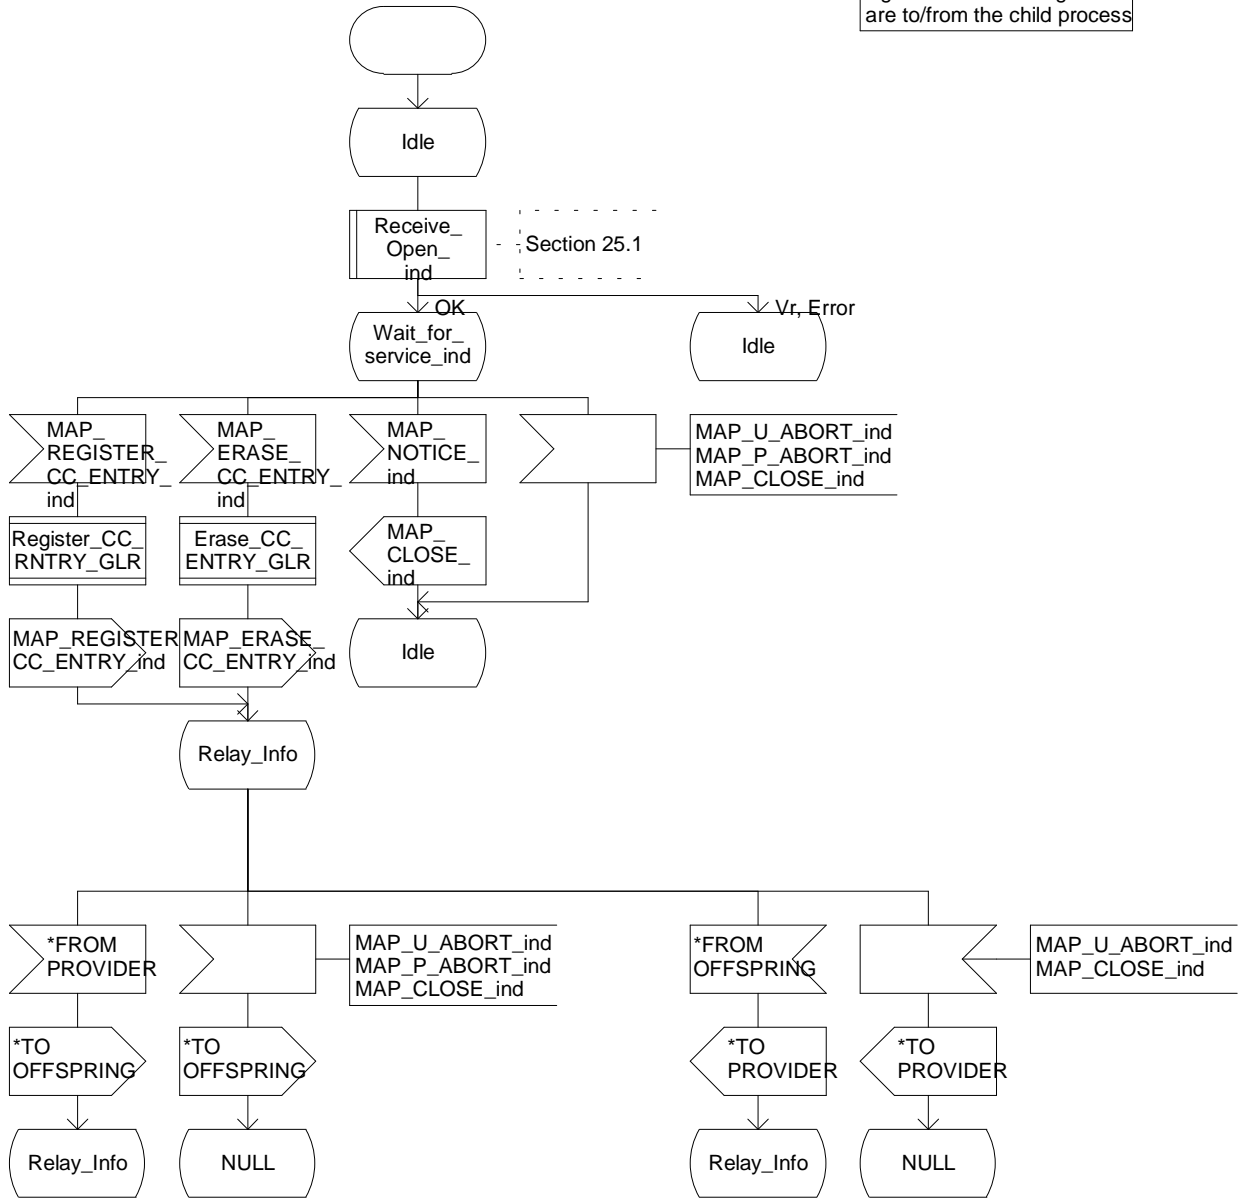 are to/from the child process
Idle
Receive_
Open_
ind
Section 25.1
OK
Vr, Error
Wait_for_
service_ind
Idle
MAP_
REGISTER_
CC_ENTRY_
ind
MAP_
ERASE_
CC_ENTRY_
ind
MAP_
NOTICE_
ind
MAP_U_ABORT_ind
MAP_P_ABORT_ind
MAP_CLOSE_ind
Register_CC_
RNTRY_GLR
Erase_CC_
ENTRY_GLR
MAP_
CLOSE_
ind
MAP_REGISTER
CC_ENTRY_ind
MAP_ERASE_
CC_ENTRY_ind
Idle
Relay_Info
*FROM
PROVIDER
MAP_U_ABORT_ind
MAP_P_ABORT_ind
MAP_CLOSE_ind
*FROM
OFFSPRING
MAP_U_ABORT_ind
MAP_CLOSE_ind
*TO
OFFSPRING
*TO
OFFSPRING
*TO
PROVIDER
*TO
PROVIDER
Relay_Info
NULL
Relay_Info
NULL